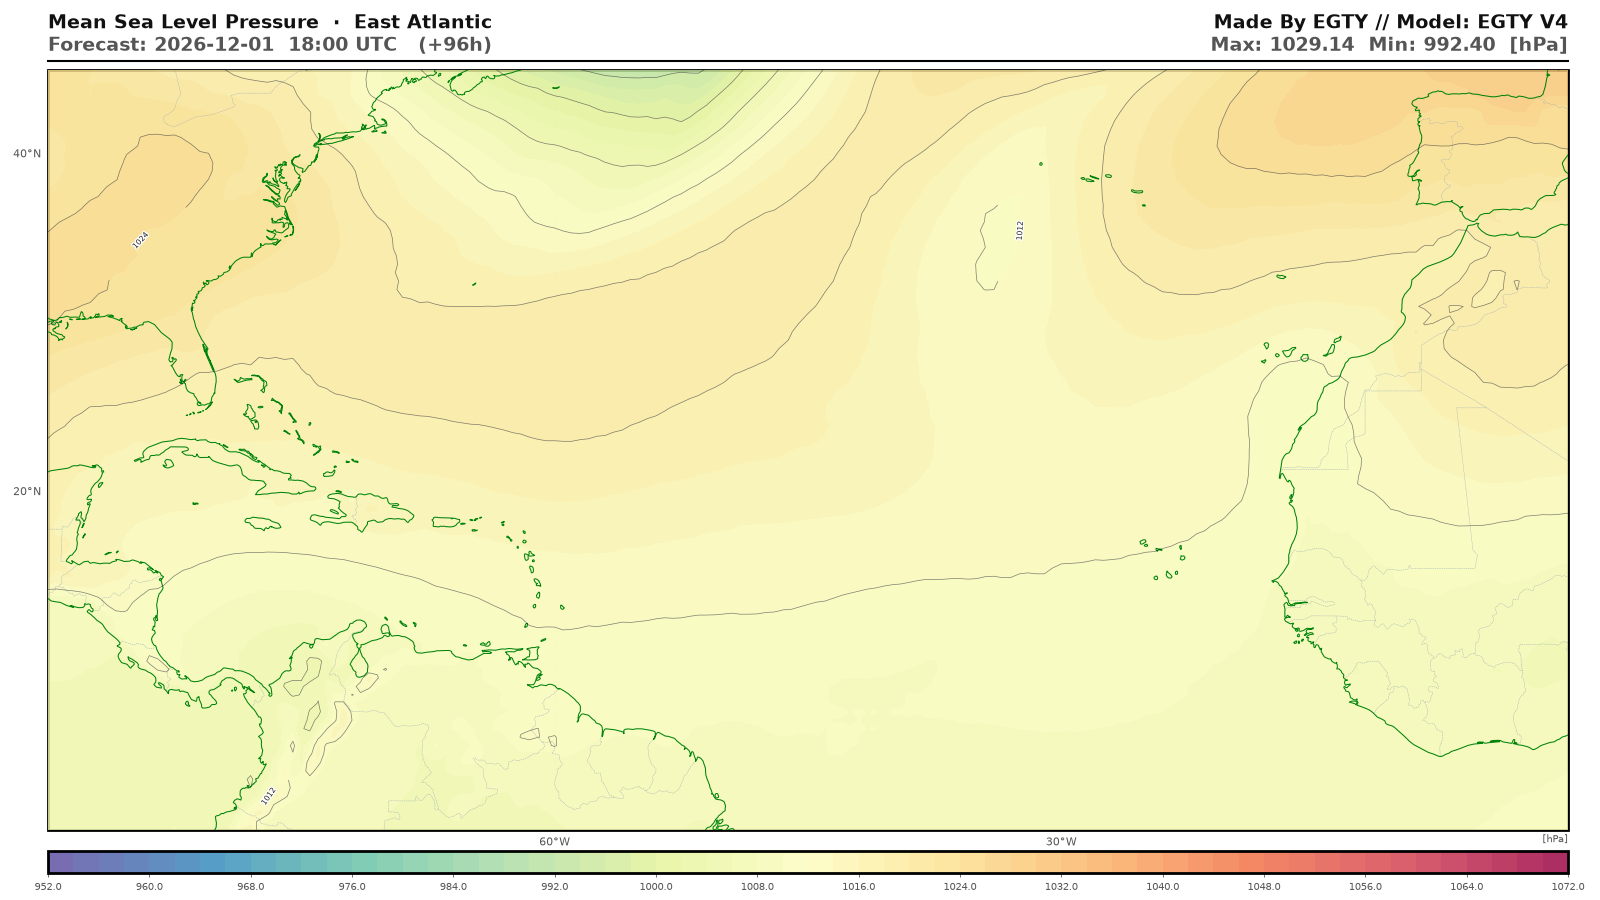 Mean Sea Level Pressure · East Atlantic
Made By EGTY // Model: EGTY V4
Forecast: 2026-12-01 18:00 UTC (+96h)
Max: 1029.14 Min: 992.40 [hPa]
40°N
1012
1024
20°N
1012
60°W
30°W
[hPa]
952.0 960.0 968.0 976.0 984.0 992.0 1000.0 1008.0 1016.0 1024.0 1032.0 1040.0 1048.0 1056.0 1064.0 1072.0